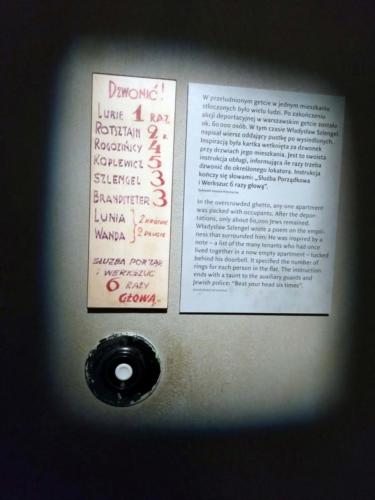 DZWONIĆ!
LUBIE 1 RAZ
ROTSZTAJN 2
ROGOZIŃCY 4
KOPLEWICZ 5
SZLENGEL 3
BRANDTETER 3
LUNIA } 2
WANDA } 2 DŁUGIE
SŁUŻBA PORZĄD
I WERKSZUC
6 RAZY
GŁOWĄ
W przeludnionym getcie w jednym mieszkaniu
stłoczonych było wielu ludzi. Po zakończeniu
akcji deportacyjnej w warszawskim getcie zostało
ok. 60 000 osób. W tym czasie Władysław Szlengel
napisał wiersz oddający pustkę po wysiedlonych.
Inspiracją była kartka wetknięta za dzwonek
przy drzwiach jego mieszkania. Jest to swoista
instrukcja obsługi, informująca ile razy trzeba
dzwonić do określonego lokatora. Instrukcja
kończy się słowami: „Służba Porządkowa
i Werkszuc 6 razy głową".
In the overcrowded ghetto, any one apartment
was packed with occupants. After the depor-
tations, only about 60,000 Jews remained.
Władysław Szlengel wrote a poem on the empti-
ness that surrounded him. He was inspired by a
note – a list of the many tenants who had once
lived together in a now empty apartment – tucked
behind his doorbell. It specified the number of
rings for each person in the flat. The instruction
ends with a taunt to the auxiliary guards and
Jewish police: "Beat your head six times".